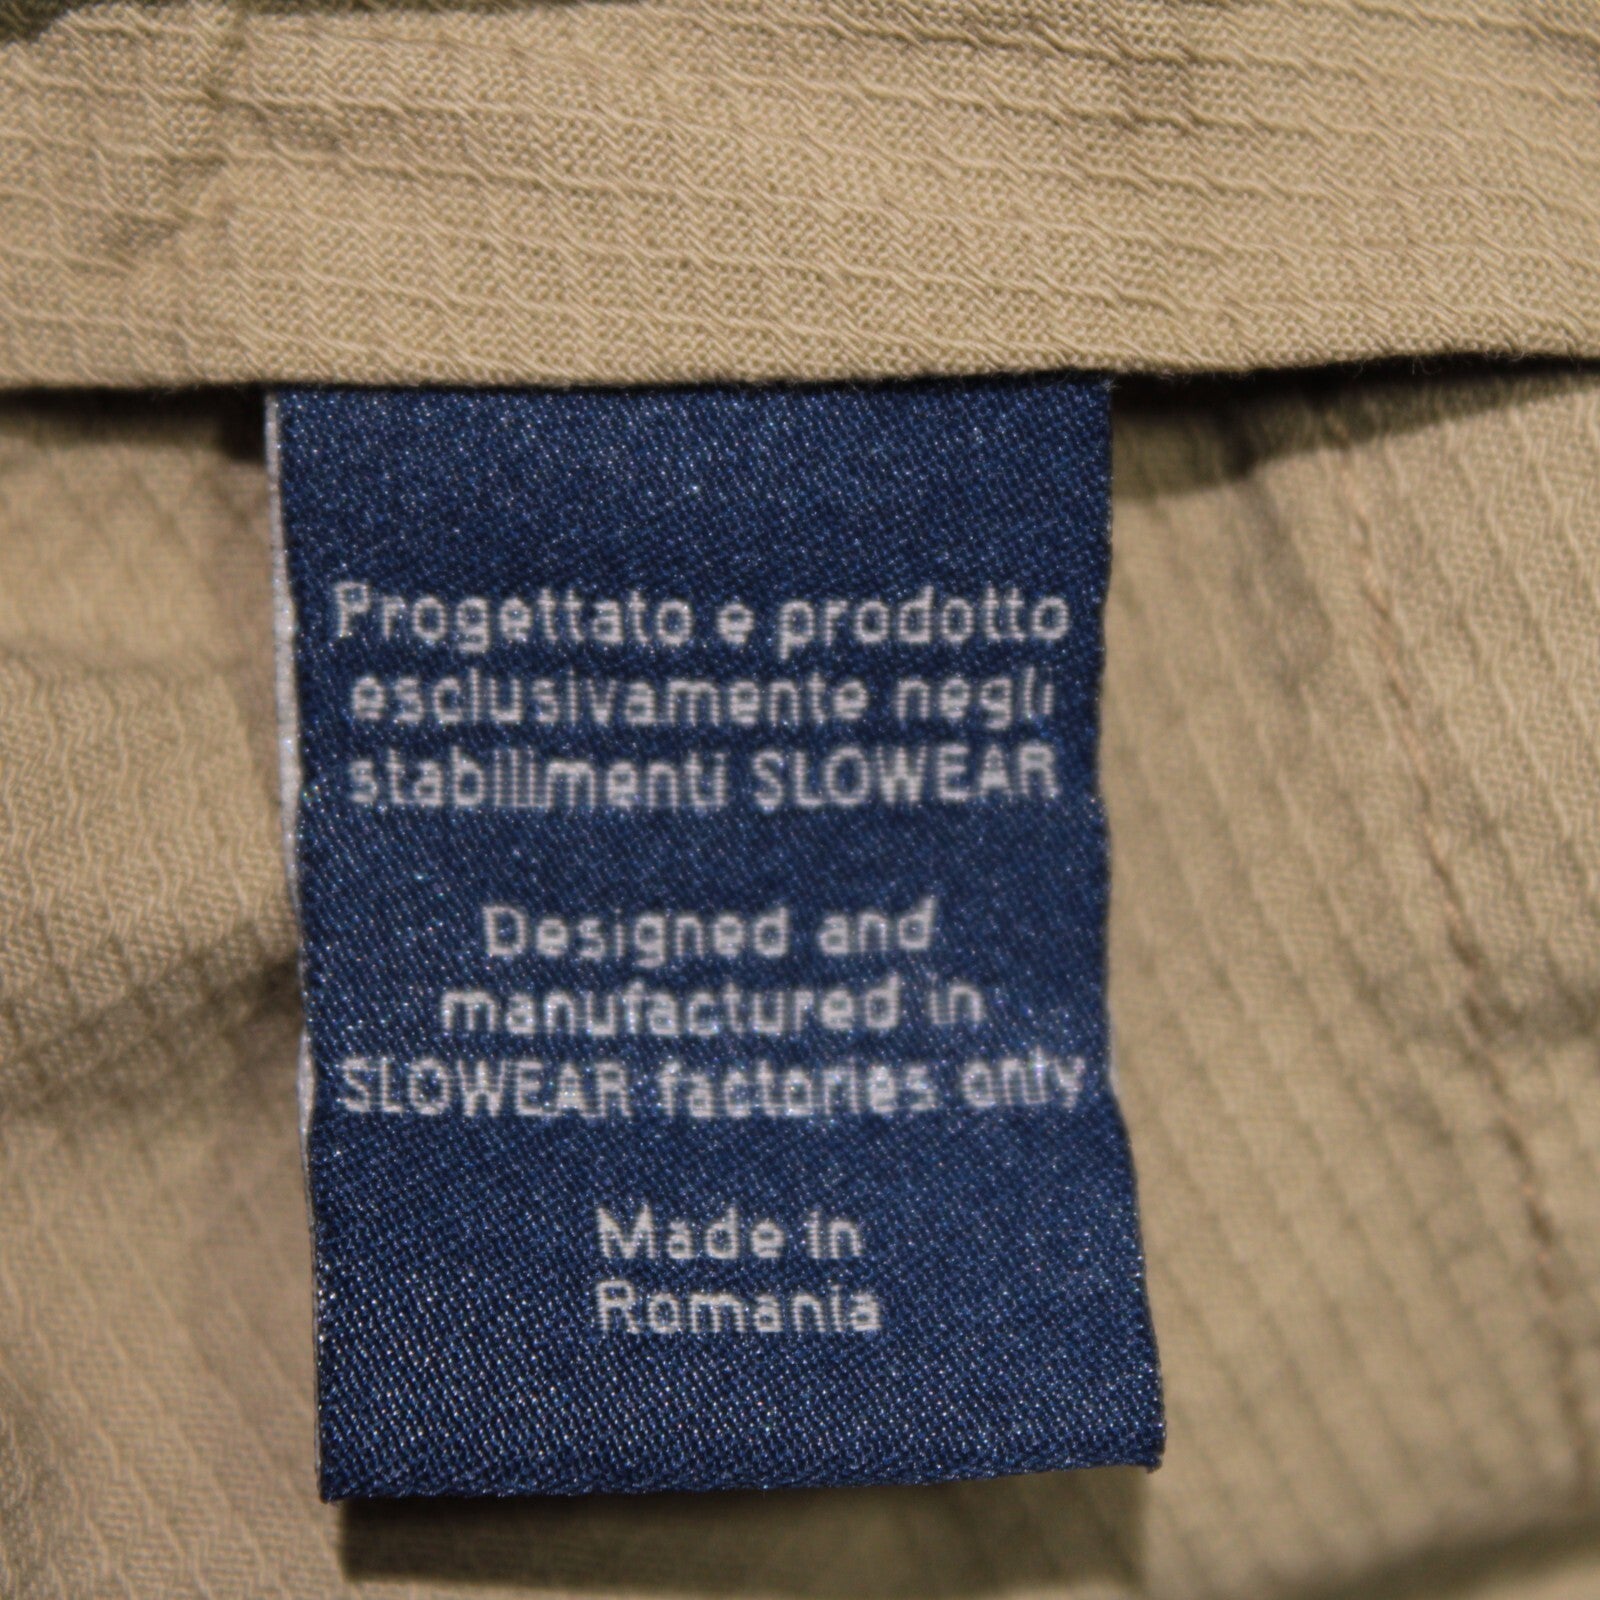 Progettato e prodotto
esclusivamente negli
stabilimenti SLOWEAR
Designed and
manufactured in
SLOWEAR factories only
Made in
Romania